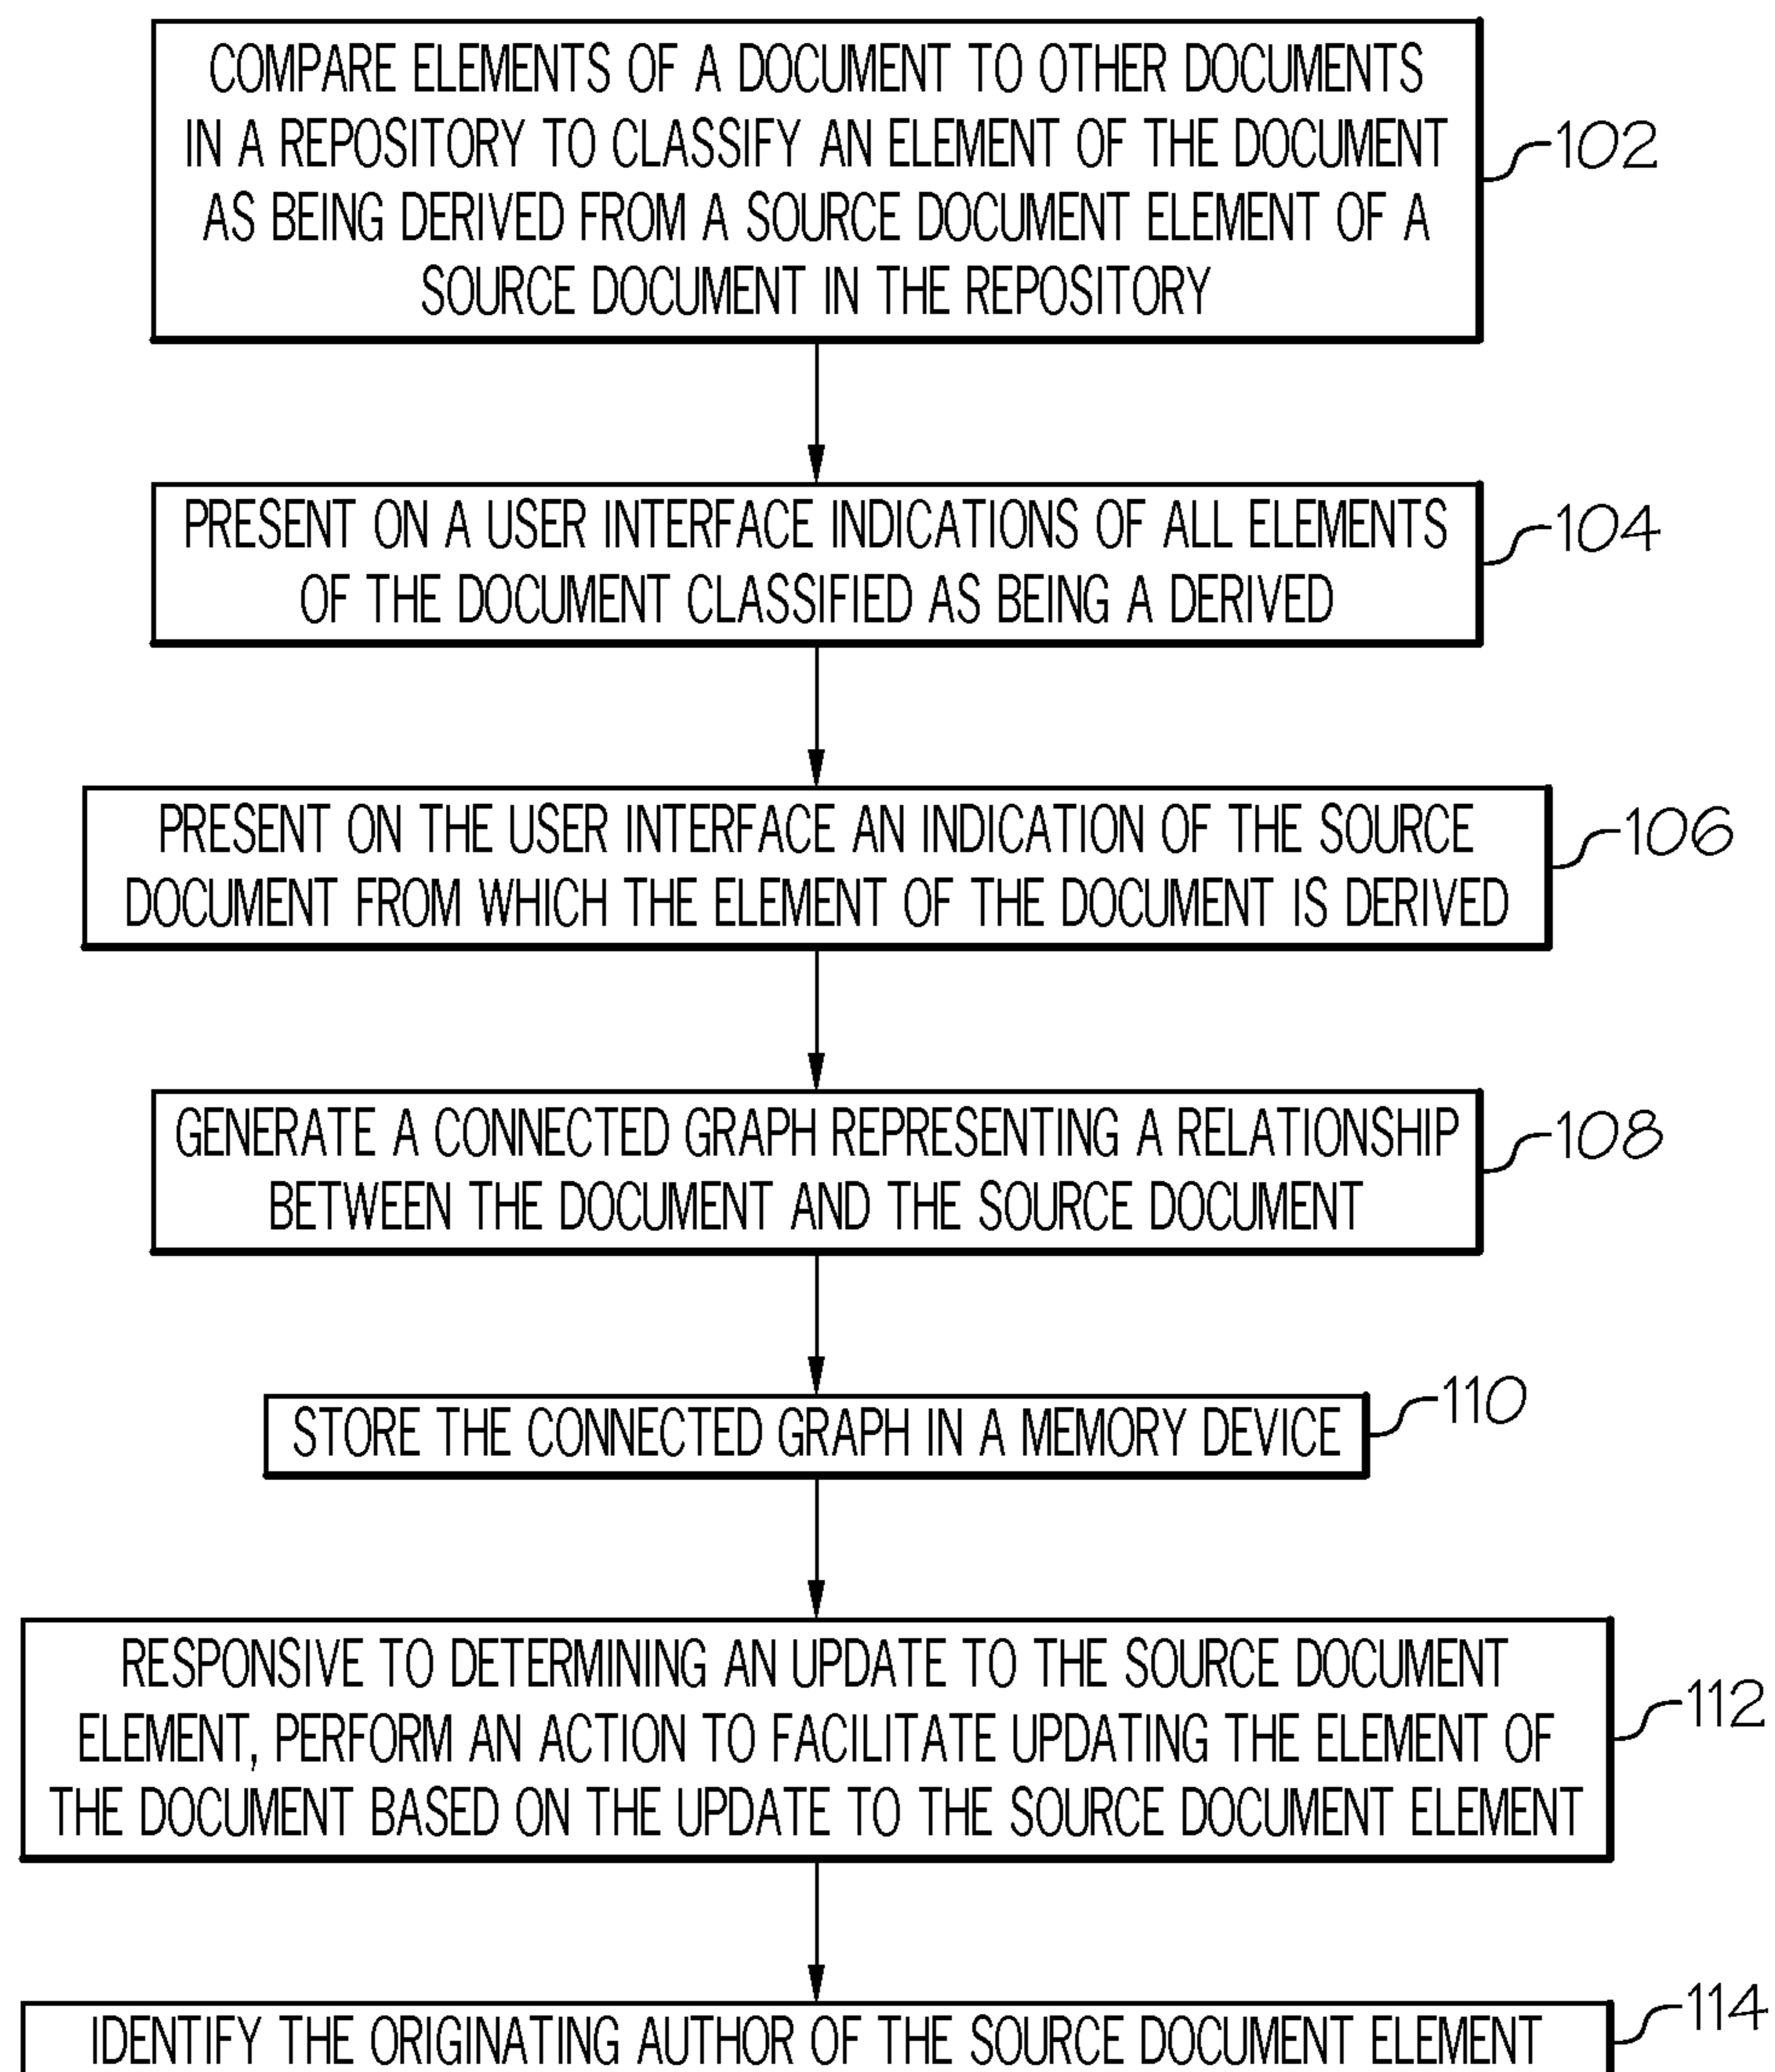 COMPARE ELEMENTS OF A DOCUMENT TO OTHER DOCUMENTS
IN A REPOSITORY TO CLASSIFY AN ELEMENT OF THE DOCUMENT
AS BEING DERIVED FROM A SOURCE DOCUMENT ELEMENT OF A
SOURCE DOCUMENT IN THE REPOSITORY
102
PRESENT ON A USER INTERFACE INDICATIONS OF ALL ELEMENTS
OF THE DOCUMENT CLASSIFIED AS BEING A DERIVED
104
PRESENT ON THE USER INTERFACE AN INDICATION OF THE SOURCE
DOCUMENT FROM WHICH THE ELEMENT OF THE DOCUMENT IS DERIVED
106
GENERATE A CONNECTED GRAPH REPRESENTING A RELATIONSHIP
BETWEEN THE DOCUMENT AND THE SOURCE DOCUMENT
108
STORE THE CONNECTED GRAPH IN A MEMORY DEVICE
110
RESPONSIVE TO DETERMINING AN UPDATE TO THE SOURCE DOCUMENT
ELEMENT, PERFORM AN ACTION TO FACILITATE UPDATING THE ELEMENT OF
THE DOCUMENT BASED ON THE UPDATE TO THE SOURCE DOCUMENT ELEMENT
112
IDENTIFY THE ORIGINATING AUTHOR OF THE SOURCE DOCUMENT ELEMENT
114